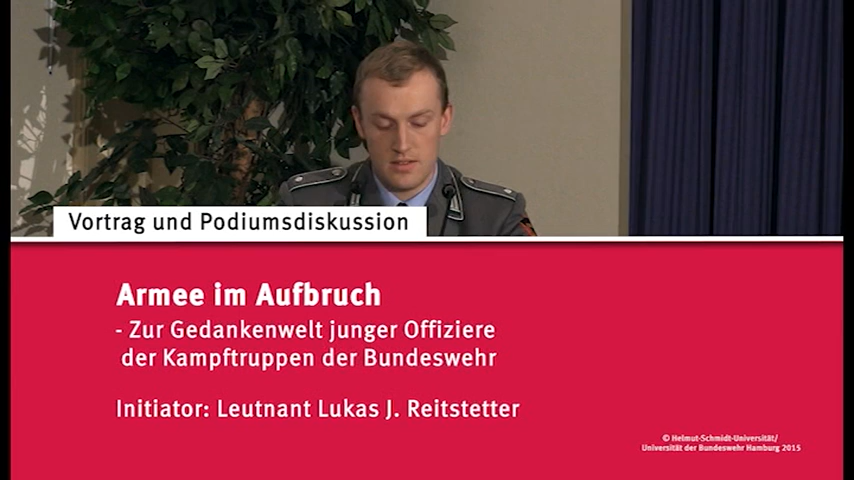 Vortrag und Podiumsdiskussion
Armee im Aufbruch
- Zur Gedankenwelt junger Offiziere
der Kampftruppen der Bundeswehr
Initiator: Leutnant Lukas J. Reitstetter
© Helmut-Schmidt-Universität/
Universität der Bundeswehr Hamburg 2015